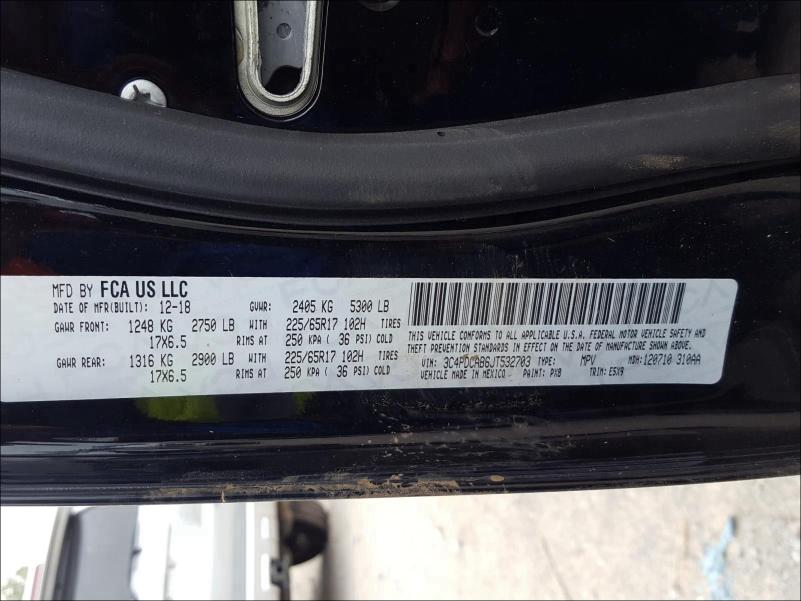 MFD BY FCA US LLC
DATE OF MFR(BUILT): 12-18 GVWR: 2405 KG 5300 LB
GAWR FRONT: 1248 KG 2750 LB WITH 225/65R17 102H TIRES
17X6.5 RIMS AT 250 KPA ( 36 PSI) COLD
GAWR REAR: 1316 KG 2900 LB WITH 225/65R17 102H TIRES
17X6.5 RIMS AT 250 KPA ( 36 PSI) COLD
THIS VEHICLE CONFORMS TO ALL APPLICABLE U.S.A. FEDERAL MOTOR VEHICLE SAFETY AND THEFT PREVENTION STANDARDS IN EFFECT ON THE DATE OF MANUFACTURE SHOWN ABOVE.
VIN: 3C4PDCAB6JT532703 TYPE: MPV MDH: 120710 310AA
VEHICLE MADE IN MEXICO PAINT: PX8 TRIM: E5X9